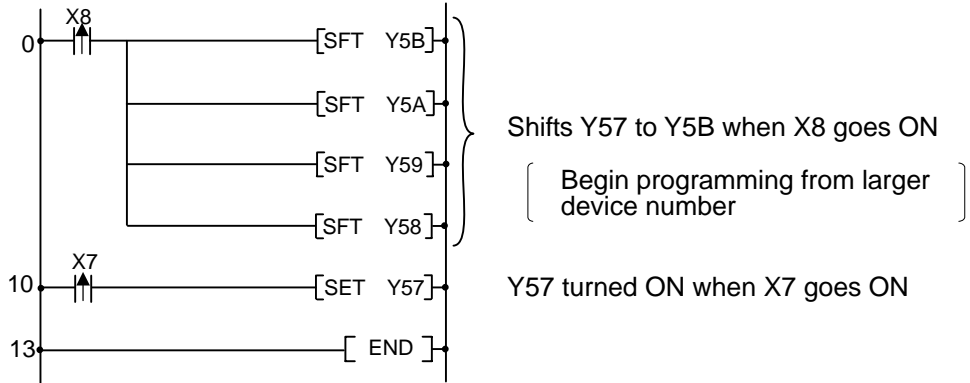 X8
0 [SFT Y5B]
[SFT Y5A]
[SFT Y59]
[SFT Y58]
Shifts Y57 to Y5B when X8 goes ON
[Begin programming from larger
device number]
X7
10 [SET Y57] Y57 turned ON when X7 goes ON
13 [ END ]